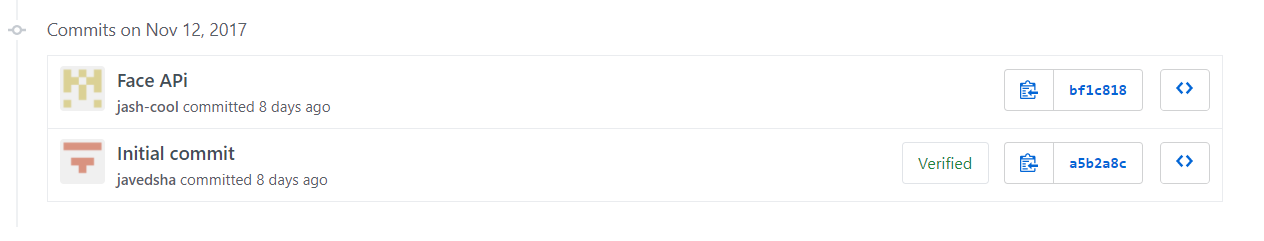 Commits on Nov 12, 2017
Face APi
jash-cool committed 8 days ago
bf1c818
Initial commit
javedsha committed 8 days ago
Verified
a5b2a8c